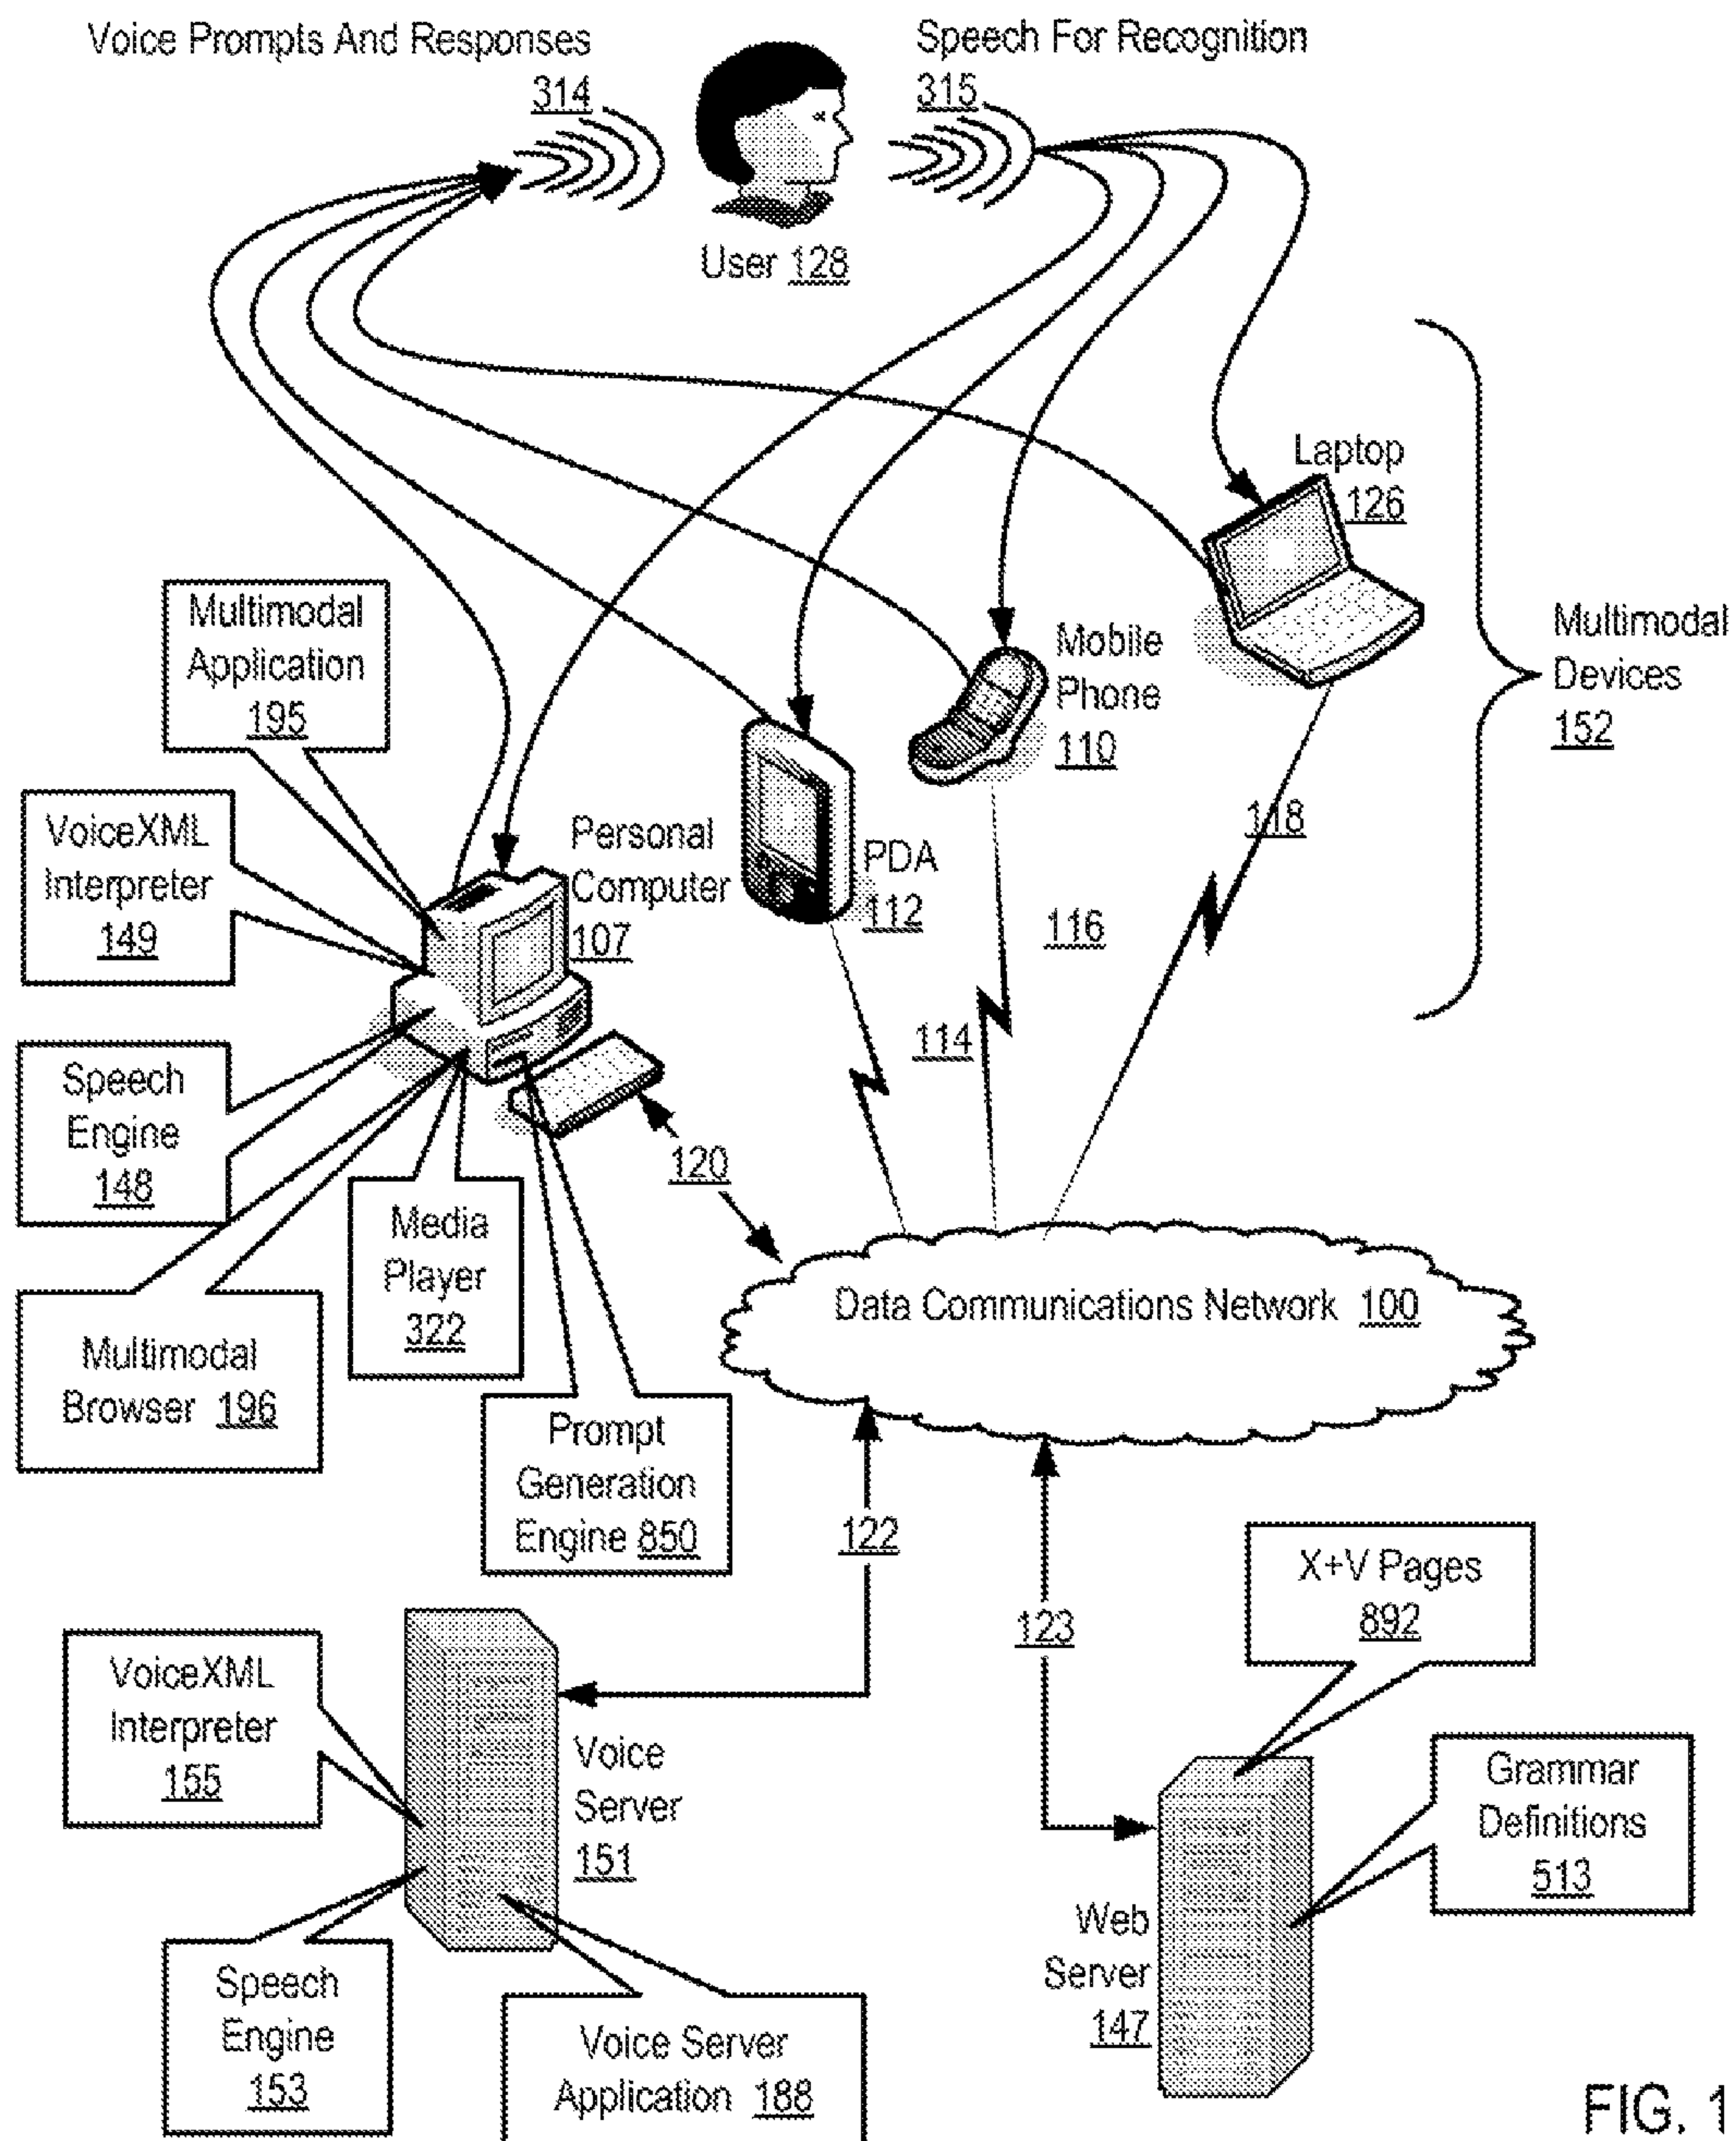 Voice Prompts And Responses
314
Speech For Recognition
315
User 128
Laptop
126
Multimodal
Devices
152
Mobile
Phone
110
Multimodal
Application
195
VoiceXML
Interpreter
149
Personal
Computer
107
PDA
112
118
116
114
Speech
Engine
148
120
Media
Player
322
Multimodal
Browser 196
Data Communications Network 100
Prompt
Generation
Engine 850
122
123
X+V Pages
892
VoiceXML
Interpreter
155
Voice
Server
151
Grammar
Definitions
513
Web
Server
147
Speech
Engine
153
Voice Server
Application 188
FIG. 1